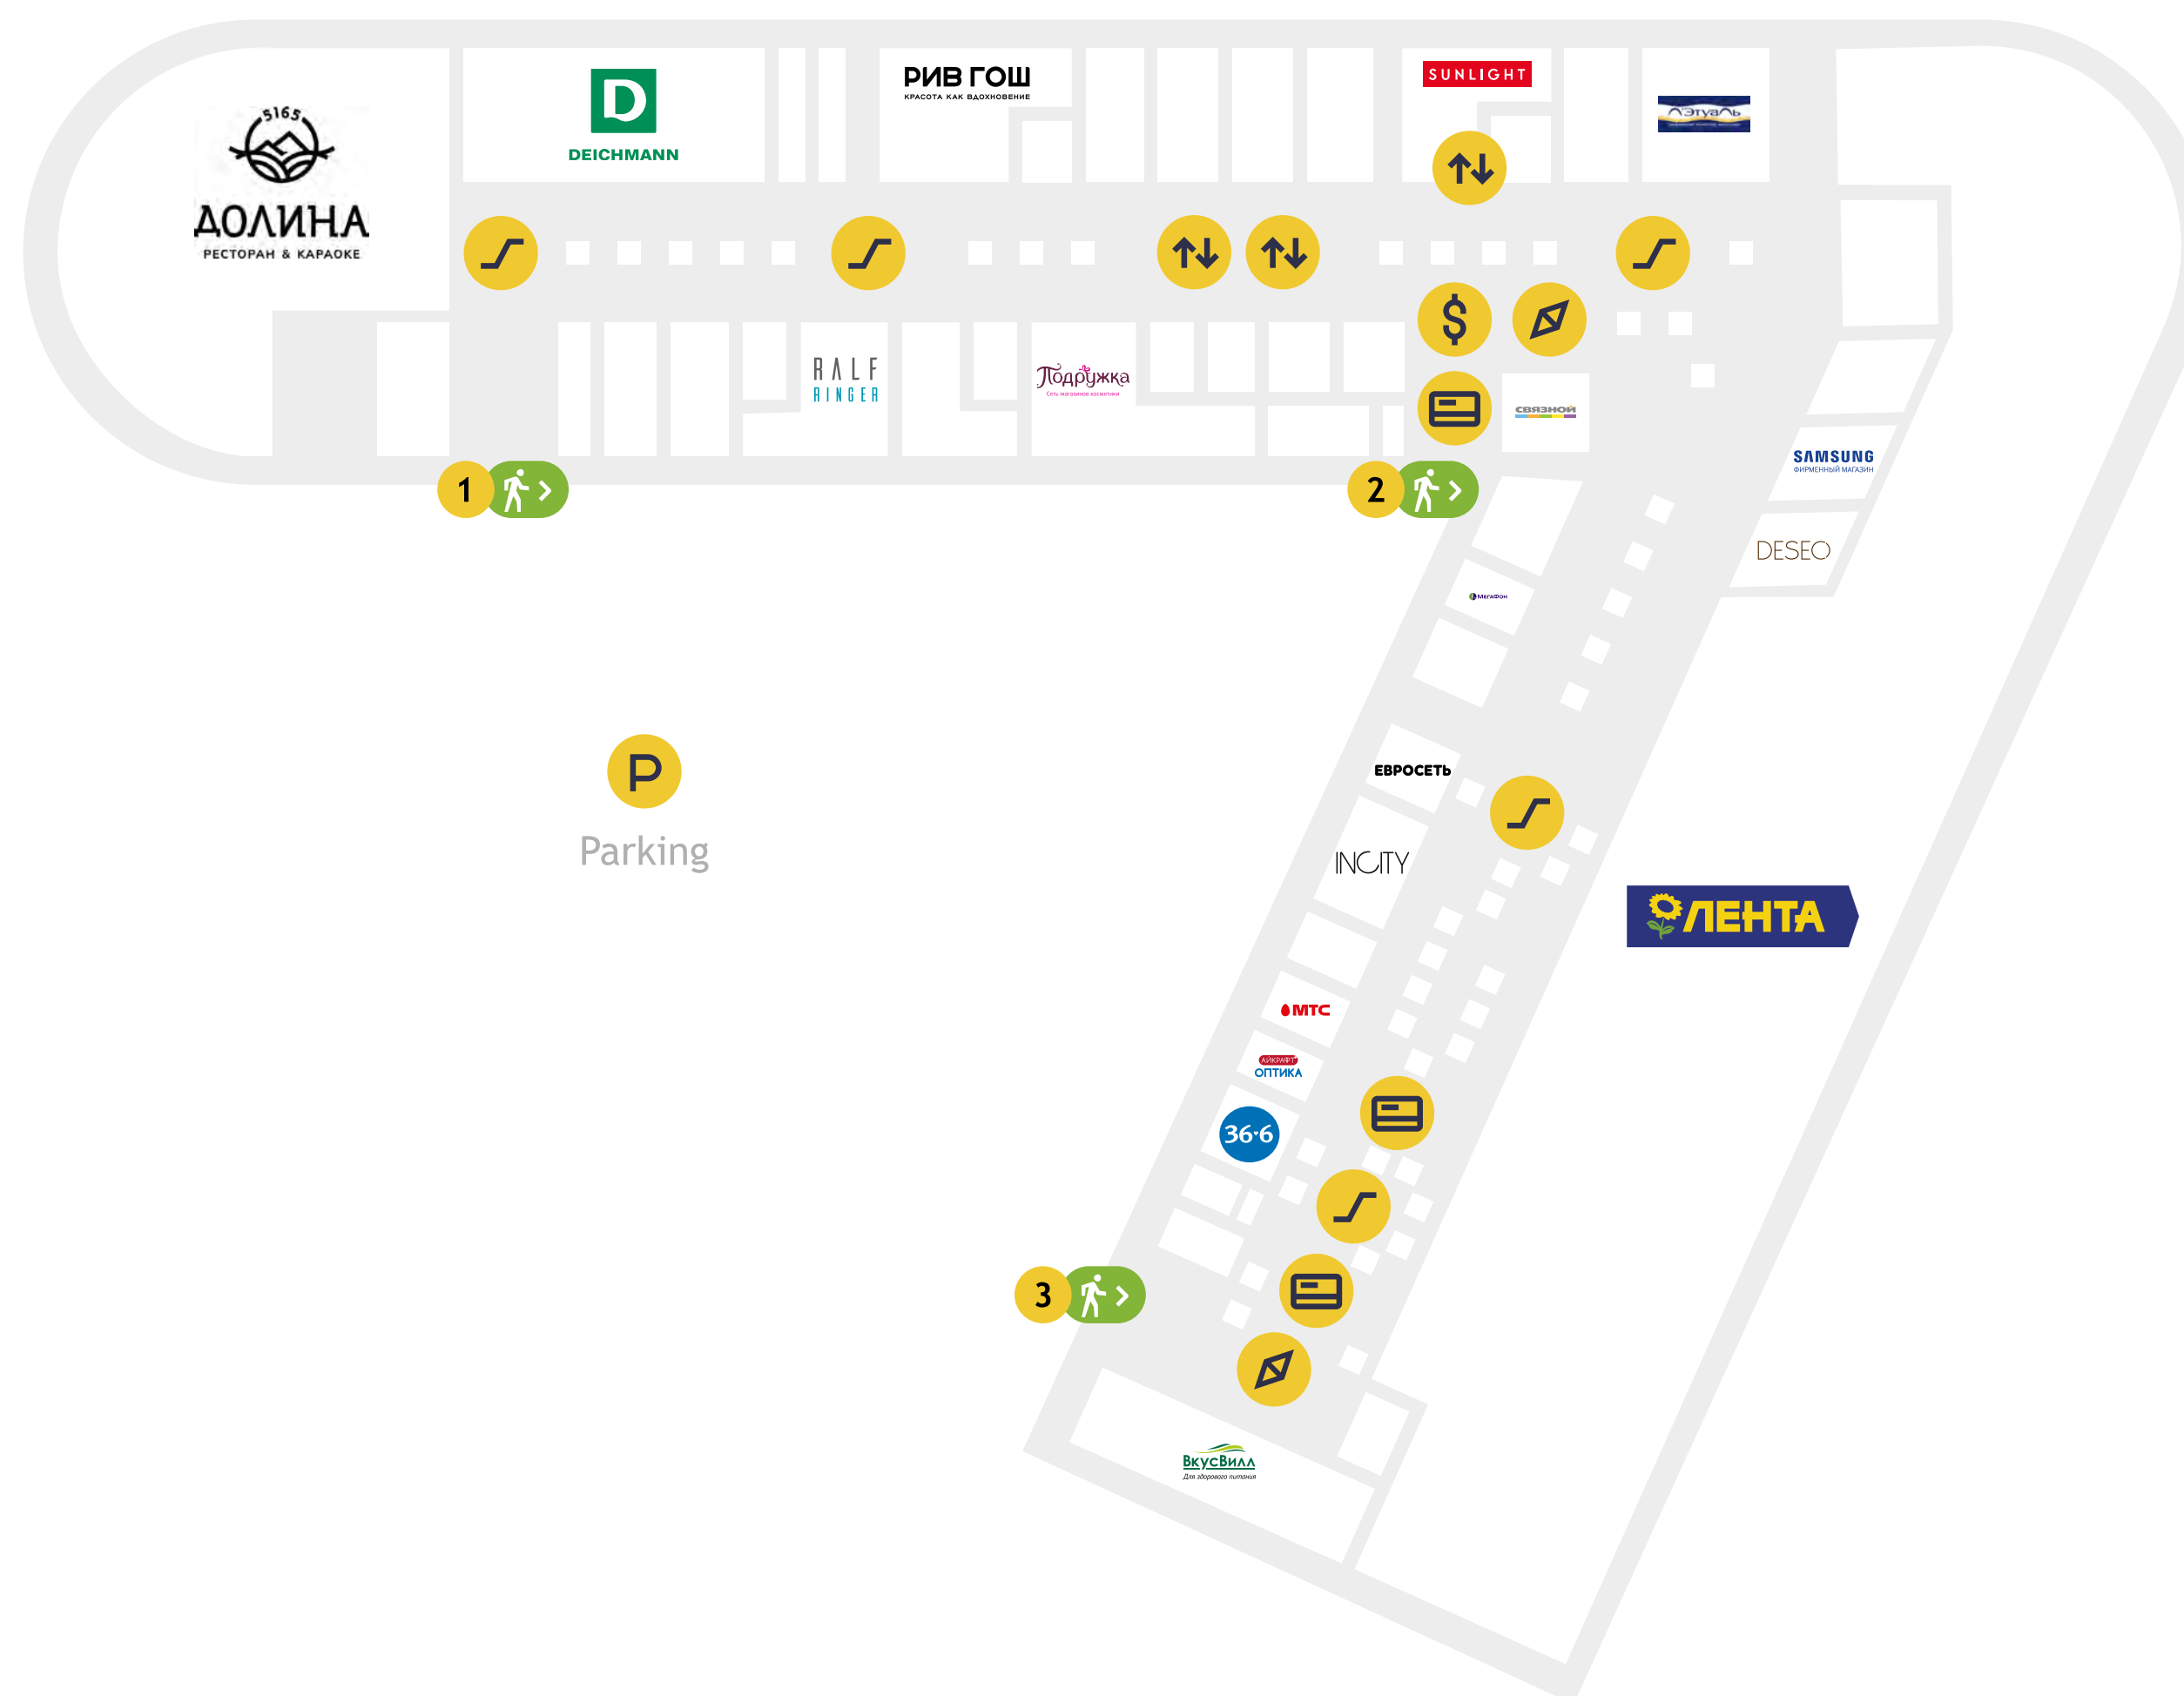 5165
ДОЛИНА
РЕСТОРАН & КАРАОКЕ
D
DEICHMANN
РИВ ГОШ
КРАСОТА КАК ВДОХНОВЕНИЕ
SUNLIGHT
Л'Этуаль
$
RALF
RINGER
Подружка
Сеть магазинов косметики
СВЯЗНОЙ
SAMSUNG
ФИРМЕННЫЙ МАГАЗИН
1
2
DESEO
МЕГАФОН
P
Parking
ЕВРОСЕТЬ
INCITY
ЛЕНТА
МТС
АЙКРАФТ
ОПТИКА
36•6
3
ВкусВилл
Для здорового питания